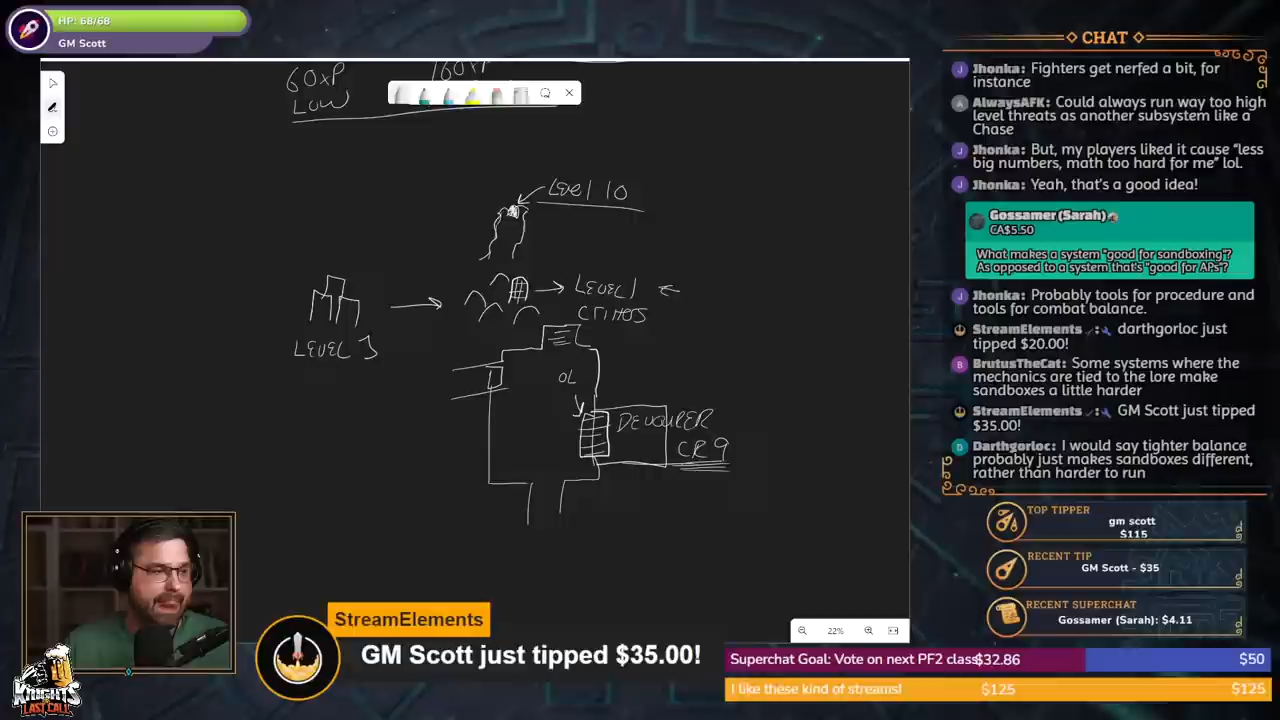 HP: 68/68
GM Scott
60XP
LOW
160XP
Level 10
LEVEL 1
LEVEL 3
OL
DEVOURER
CR 9
22%
CHAT
Jhonka: Fighters get nerfed a bit, for
instance
AlwaysAFK: Could always run way too high
level threats as another subsystem like a
Chase
Jhonka: But, my players liked it cause "less
big numbers, math too hard for me" lol.
Jhonka: Yeah, that's a good idea!
Gossamer (Sarah)
CA$5.50
What makes a system "good for sandboxing"?
As opposed to a system that's "good for APs"?
Jhonka: Probably tools for procedure and
tools for combat balance.
StreamElements: darthgorloc just
tipped $20.00!
BrutusTheCat: Some systems where the
mechanics are tied to the lore make
sandboxes a little harder
StreamElements: GM Scott just tipped
$35.00!
Darthgorloc: I would say tighter balance
probably just makes sandboxes different,
rather than harder to run
TOP TIPPER
gm scott
$115
RECENT TIP
GM Scott - $35
RECENT SUPERCHAT
Gossamer (Sarah): $4.11
StreamElements
GM Scott just tipped $35.00!
Superchat Goal: Vote on next PF2 class $32.86 $50
I like these kind of streams! $125 $125
KNIGHTS
OF
LAST CALL